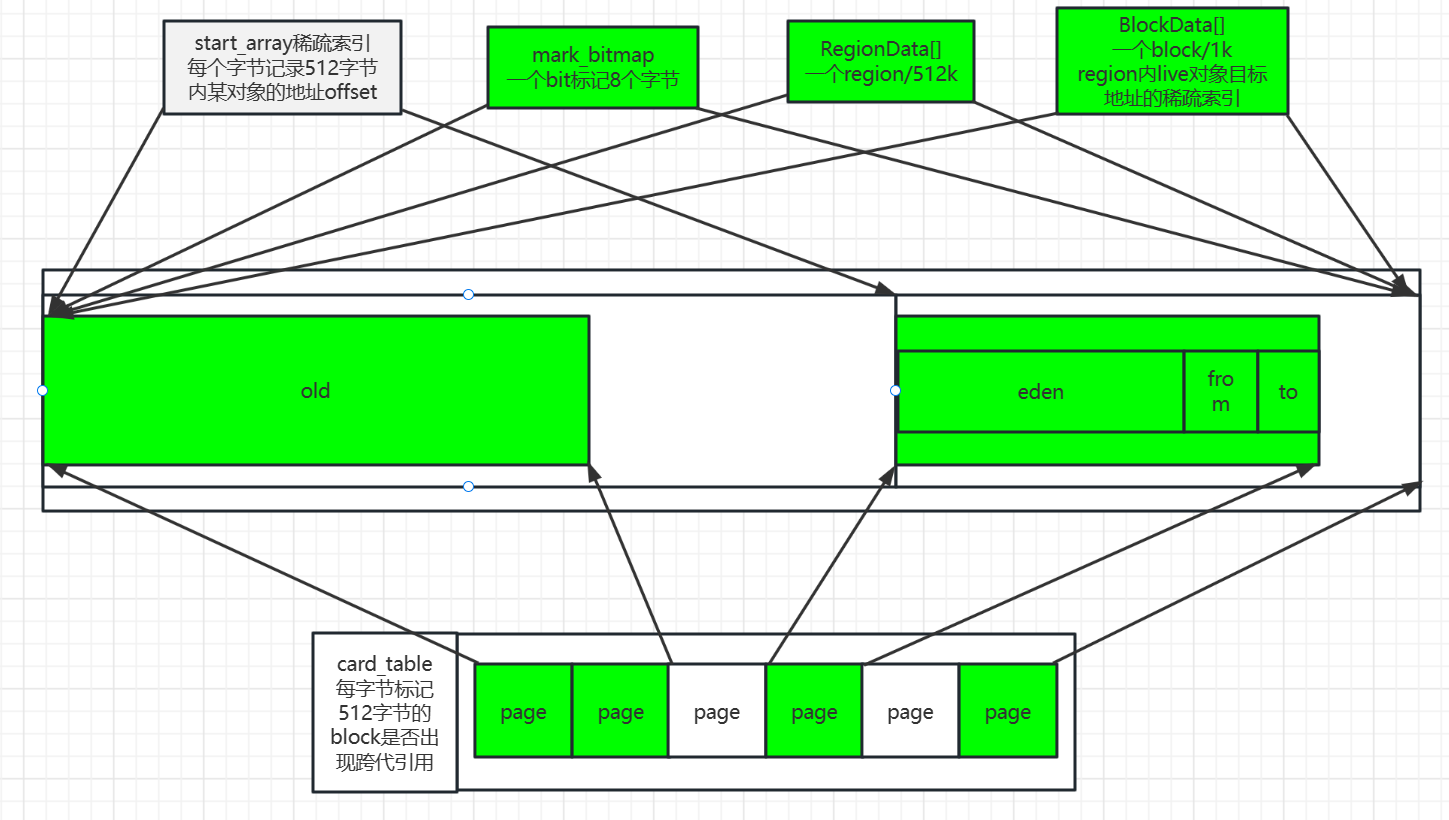 start_array稀疏索引
每个字节记录512字节
内某对象的地址offset
mark_bitmap
一个bit标记8个字节
RegionData[]
一个region/512k
BlockData[]
一个block/1k
region内live对象目标
地址的稀疏索引
old
eden
fro
m
to
card_table
每字节标记
512字节的
block是否出
现跨代引用
page
page
page
page
page
page